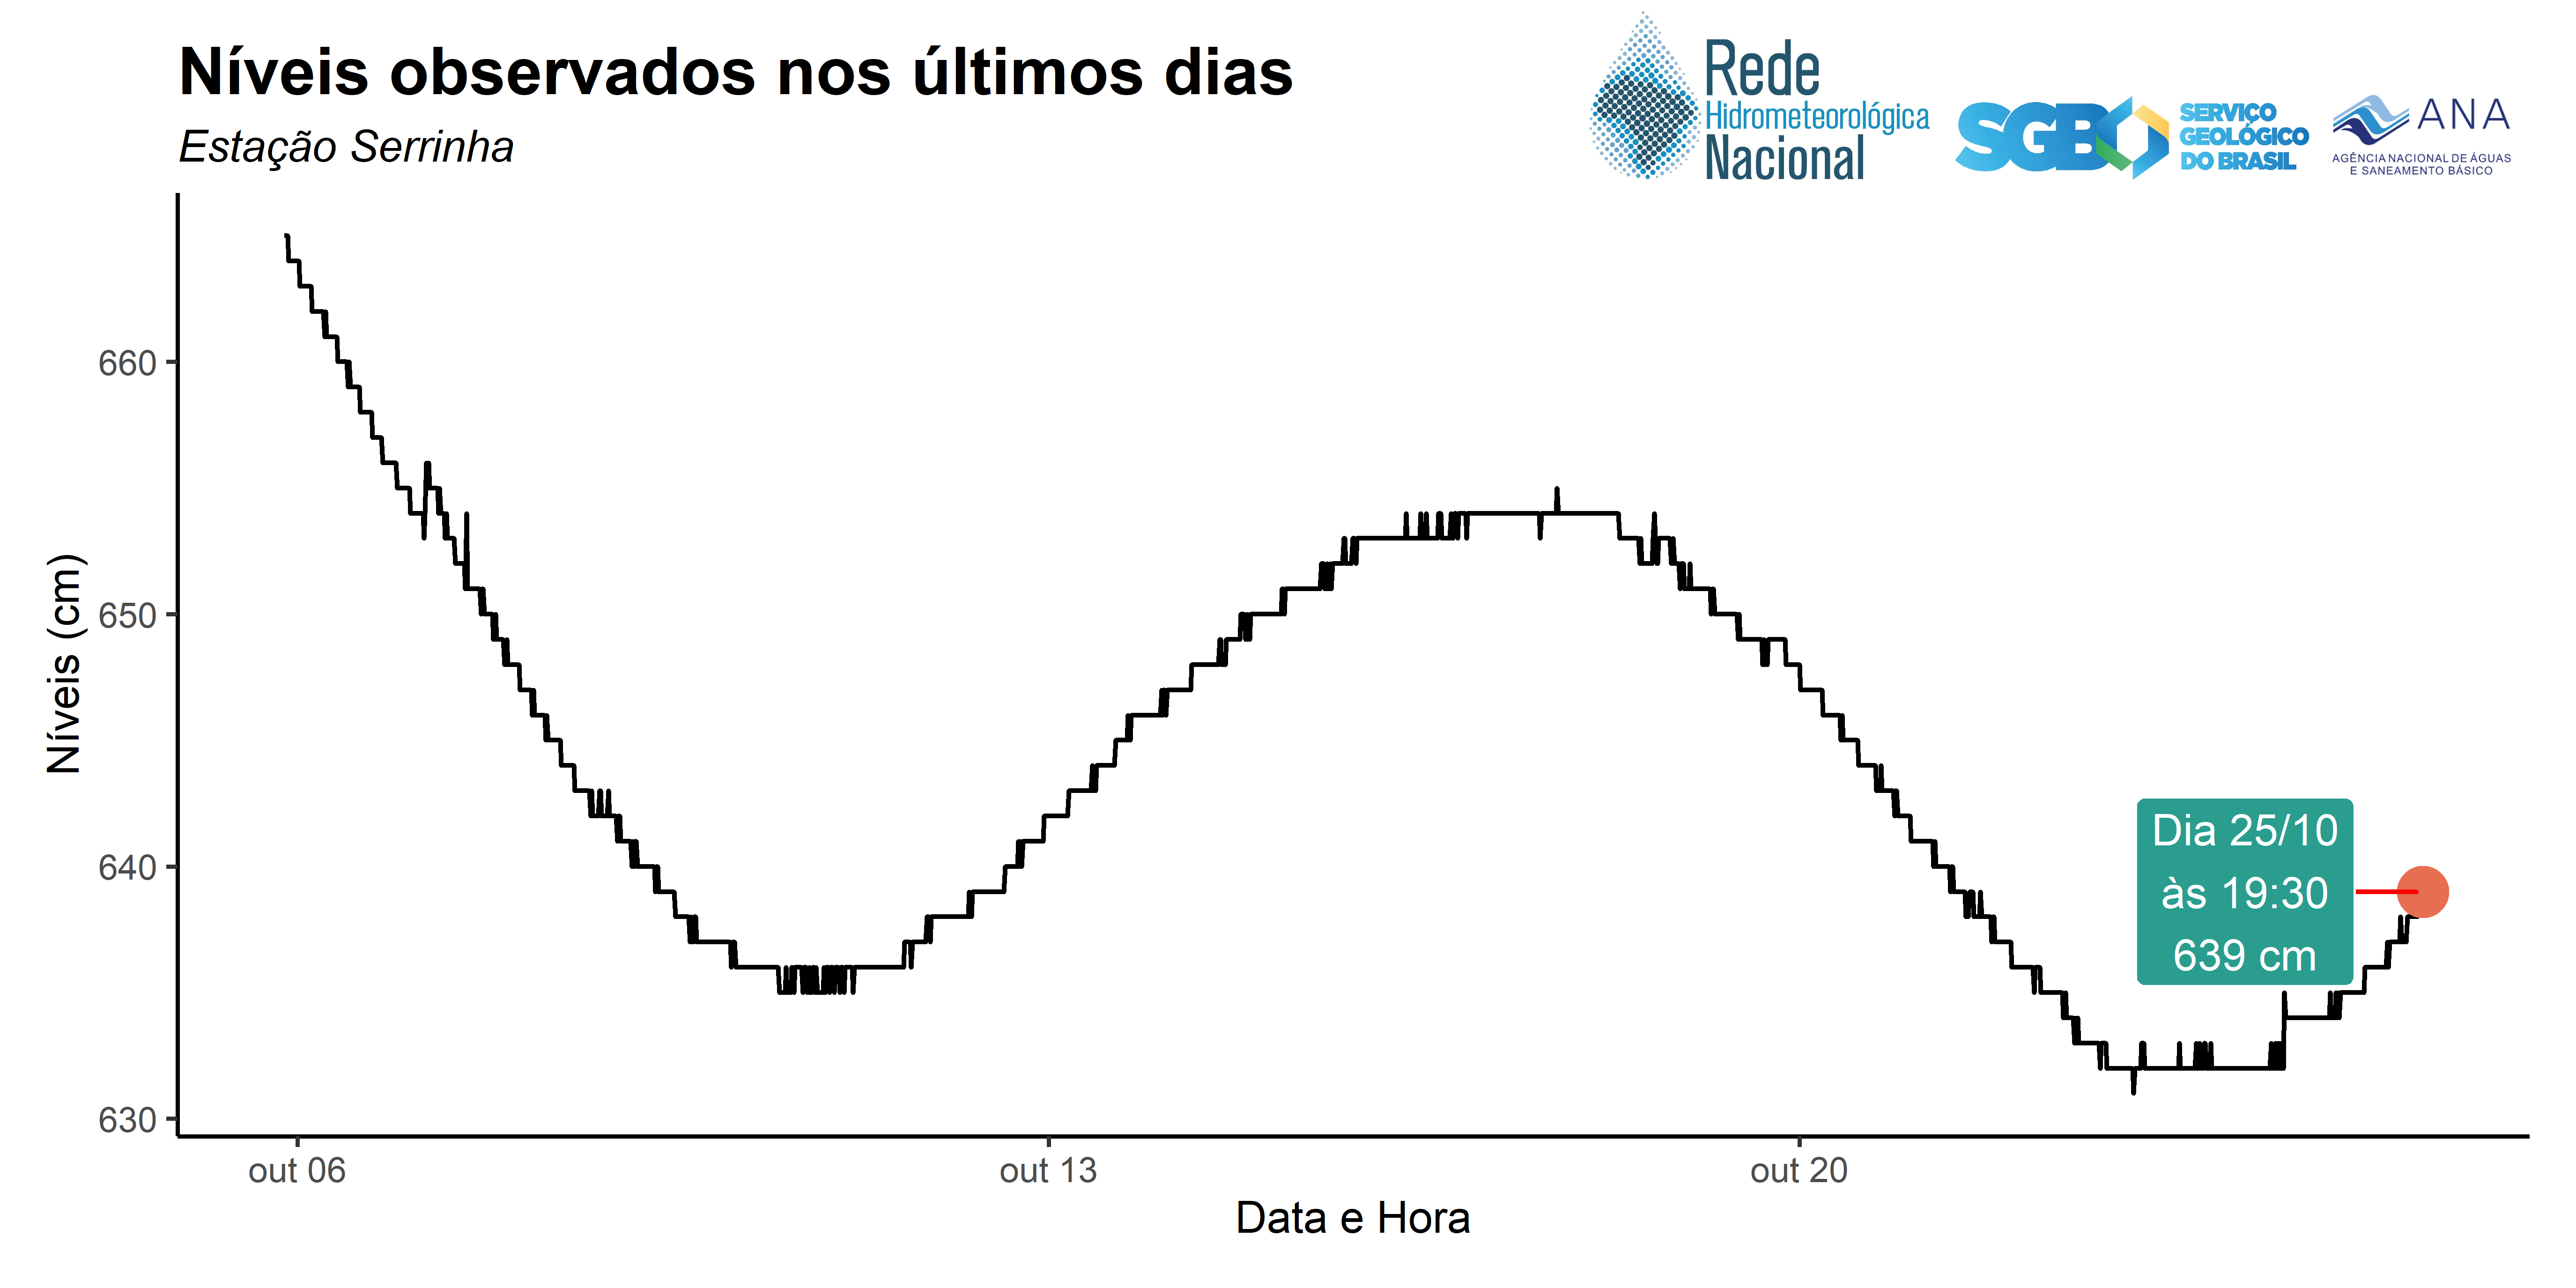 Níveis observados nos últimos dias
Estação Serrinha
Rede
Hidrometeorológica
Nacional
SGB
SERVIÇO
GEOLÓGICO
DO BRASIL
ANA
AGÊNCIA NACIONAL DE ÁGUAS
E SANEAMENTO BÁSICO
Níveis (cm)
660
650
640
630
Dia 25/10
às 19:30
639 cm
out 06
out 13
out 20
Data e Hora